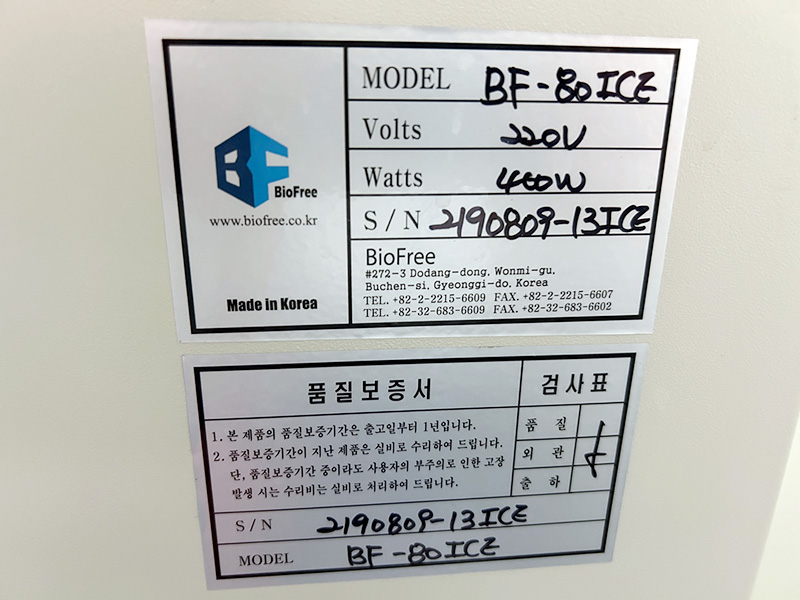 MODEL BF-80ICE
Volts 220V
Watts 400W
S/N 2190809-13ICE
BF
BioFree
www.biofree.co.kr
Made in Korea
BioFree
#272-3 Dodang-dong, Wonmi-gu,
Buchen-si, Gyeonggi-do, Korea
TEL. +82-2-2215-6609 FAX. +82-2-2215-6607
TEL. +82-32-683-6609 FAX. +82-32-683-6602
품질보증서
1. 본 제품의 품질보증기간은 출고일부터 1년입니다.
2. 품질보증기간이 지난 제품은 실비로 수리하여 드립니다.
단, 품질보증기간 중이라도 사용자의 부주의로 인한 고장
발생 시는 수리비는 실비로 처리하여 드립니다.
검사표
품 질
외 관
출 하
S/N 2190809-13ICE
MODEL BF-80ICE